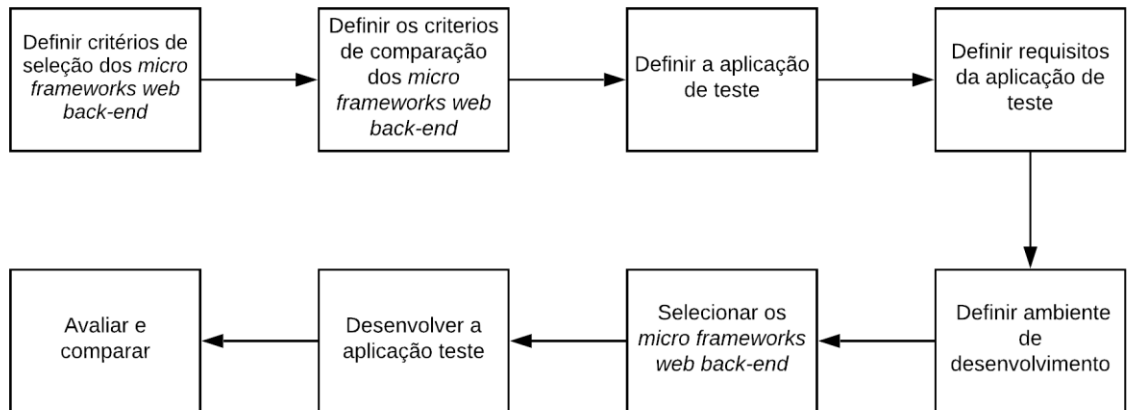 Definir critérios de
seleção dos micro
frameworks web
back-end
Definir os criterios
de comparação
dos micro
frameworks web
back-end
Definir a aplicação
de teste
Definir requisitos
da aplicação de
teste
Definir ambiente
de
desenvolvimento
Selecionar os
micro frameworks
web back-end
Desenvolver a
aplicação teste
Avaliar e
comparar